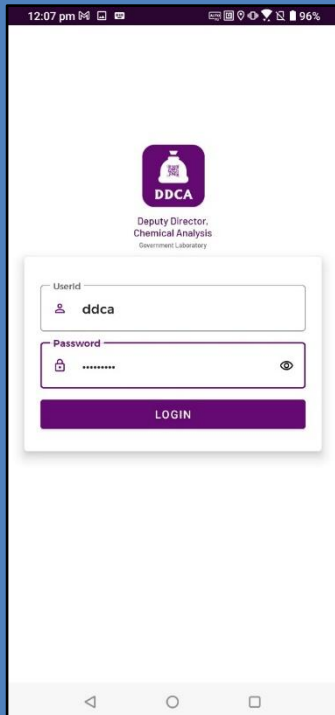 12:07 pm 96%
DDCA
Deputy Director,
Chemical Analysis
Government Laboratory
UserId
ddca
Password
•••••••••
LOGIN